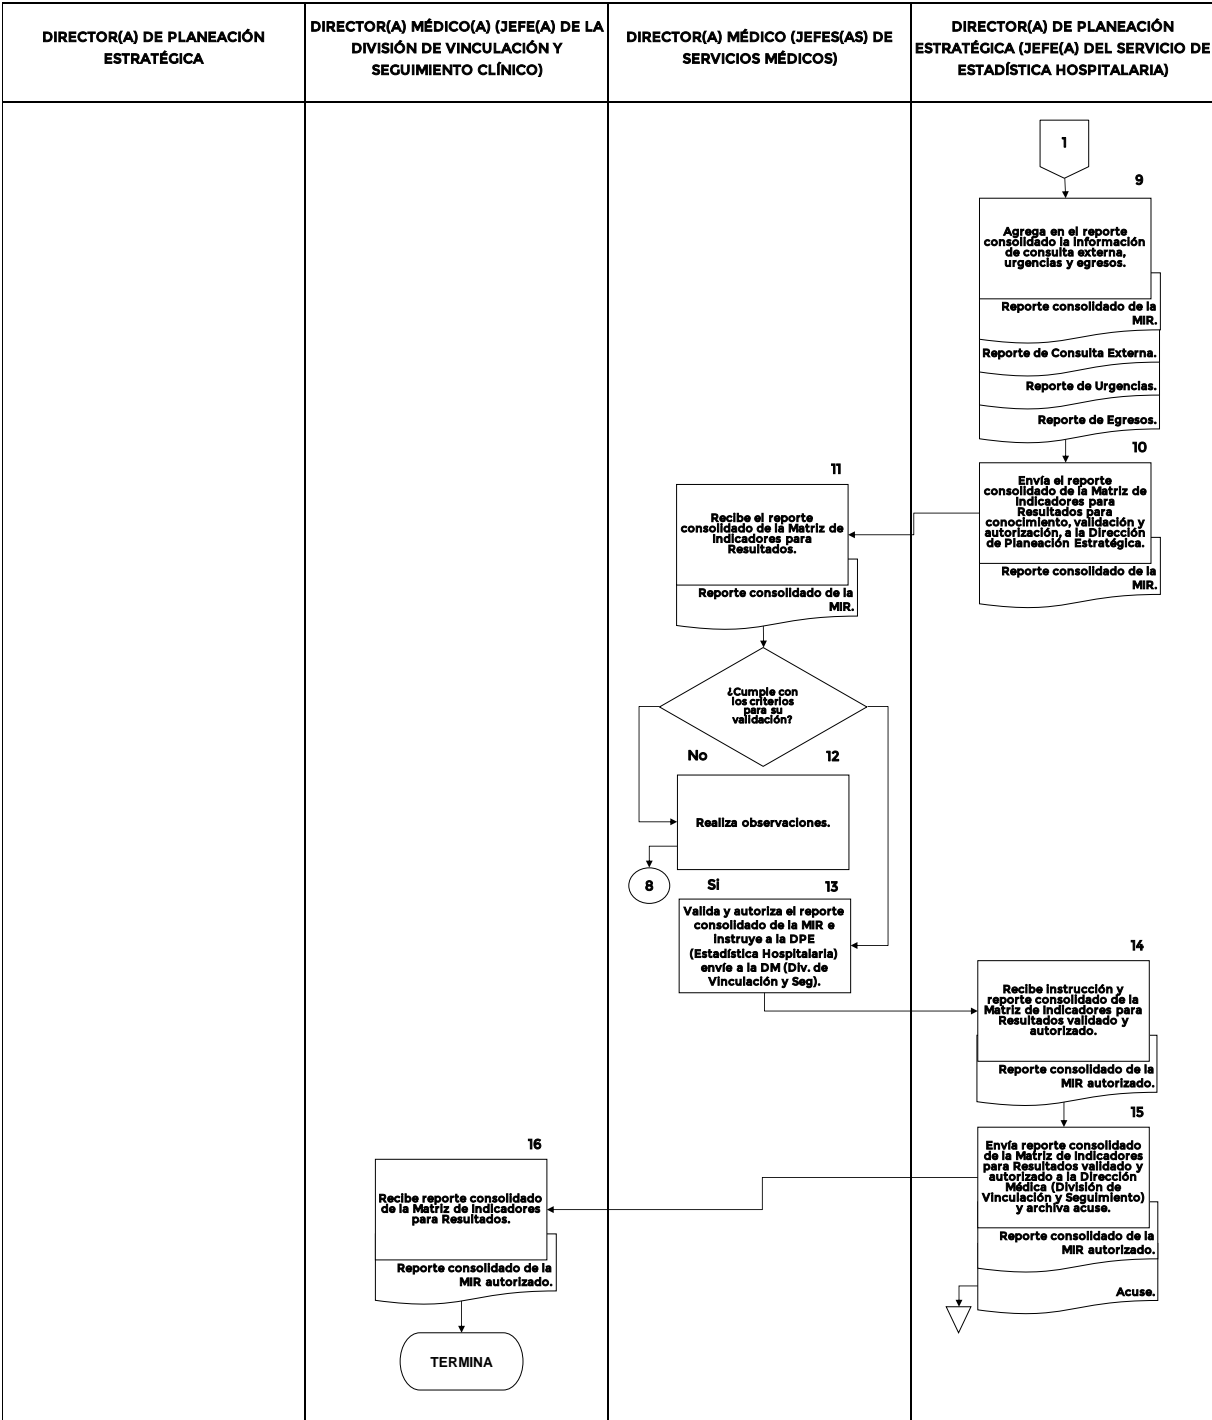 DIRECTOR(A) DE PLANEACIÓN
ESTRATÉGICA
DIRECTOR(A) MÉDICO(A) (JEFE(A) DE LA
DIVISIÓN DE VINCULACIÓN Y
SEGUIMIENTO CLÍNICO)
DIRECTOR(A) MÉDICO (JEFES(AS) DE
SERVICIOS MÉDICOS)
DIRECTOR(A) DE PLANEACIÓN
ESTRATÉGICA (JEFE(A) DEL SERVICIO DE
ESTADÍSTICA HOSPITALARIA)
1
9
Agrega en el reporte
consolidado la información
de consulta externa,
urgencias y egresos.
Reporte consolidado de la
MIR.
Reporte de Consulta Externa.
Reporte de Urgencias.
Reporte de Egresos.
10
Envía el reporte
consolidado de la Matriz de
Indicadores para
Resultados para
conocimiento, validación y
autorización, a la Dirección
de Planeación Estratégica.
Reporte consolidado de la
MIR.
11
Recibe el reporte
consolidado de la Matriz de
Indicadores para
Resultados.
Reporte consolidado de la
MIR.
¿Cumple con
los criterios
para su
validación?
No
12
Realiza observaciones.
8
Si
13
Valida y autoriza el reporte
consolidado de la MIR e
instruye a la DPE
(Estadística Hospitalaria)
envíe a la DM (Div. de
Vinculación y Seg).
14
Recibe instrucción y
reporte consolidado de la
Matriz de Indicadores para
Resultados validado y
autorizado.
Reporte consolidado de la
MIR autorizado.
15
Envía reporte consolidado
de la Matriz de Indicadores
para Resultados validado y
autorizado a la Dirección
Médica (División de
Vinculación y Seguimiento)
y archiva acuse.
Reporte consolidado de la
MIR autorizado.
Acuse.
16
Recibe reporte consolidado
de la Matriz de Indicadores
para Resultados.
Reporte consolidado de la
MIR autorizado.
TERMINA